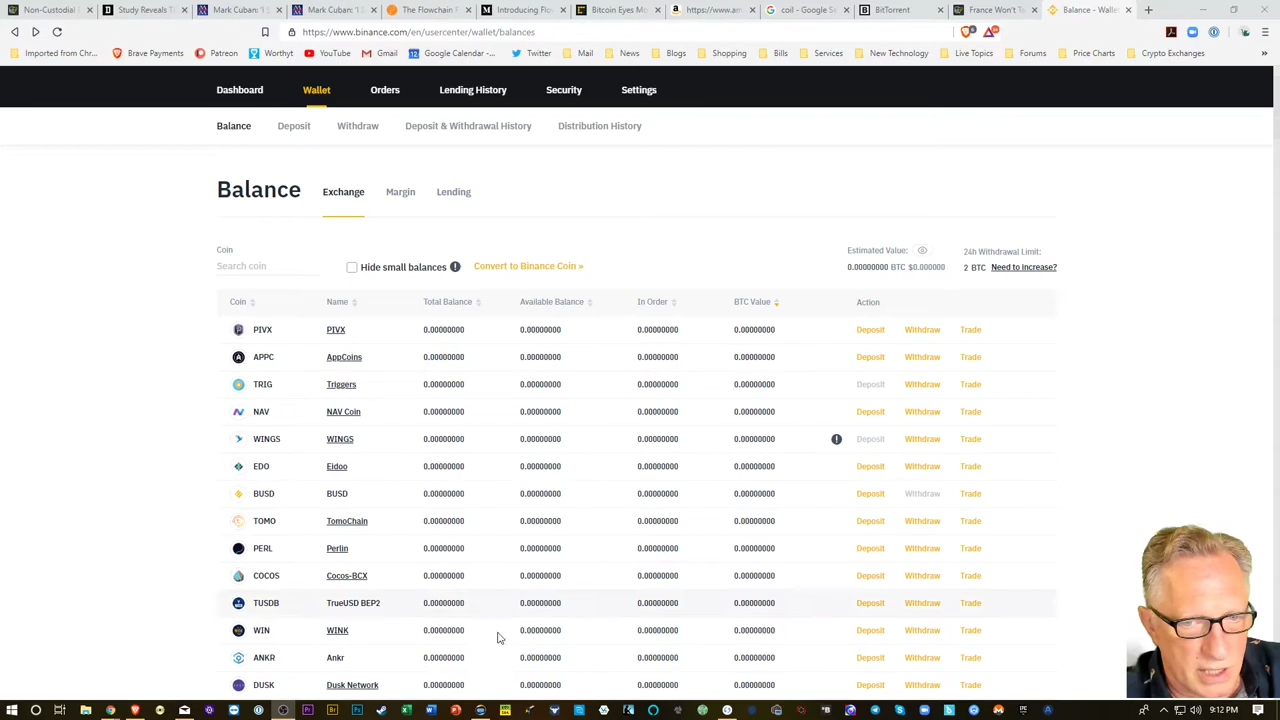 Non-Custodial V
Study Reveals T
Mark Cuban: 'I
Mark Cuban: 'I
The Flowchain F
Introducing Flo
Bitcoin Eyes Mo
https://www.am
coil - Google Se
BitTorrent
France Won't Ta
Balance - Walle
https://www.binance.com/en/usercenter/wallet/balances
Imported from Chr... Brave Payments Patreon Worthyt YouTube Gmail Google Calendar -... Twitter Mail News Blogs Shopping Bills Services New Technology Live Topics Forums Price Charts Crypto Exchanges
Dashboard Wallet Orders Lending History Security Settings
Balance Deposit Withdraw Deposit & Withdrawal History Distribution History
Balance Exchange Margin Lending
Coin
Search coin
Hide small balances
Convert to Binance Coin »
Estimated Value:
0.00000000 BTC $0.000000
24h Withdrawal Limit:
2 BTC Need to increase?
Coin Name Total Balance Available Balance In Order BTC Value Action
PIVX PIVX 0.00000000 0.00000000 0.00000000 0.00000000 Deposit Withdraw Trade
APPC AppCoins 0.00000000 0.00000000 0.00000000 0.00000000 Deposit Withdraw Trade
TRIG Triggers 0.00000000 0.00000000 0.00000000 0.00000000 Deposit Withdraw Trade
NAV NAV Coin 0.00000000 0.00000000 0.00000000 0.00000000 Deposit Withdraw Trade
WINGS WINGS 0.00000000 0.00000000 0.00000000 0.00000000 Deposit Withdraw Trade
EDO Eidoo 0.00000000 0.00000000 0.00000000 0.00000000 Deposit Withdraw Trade
BUSD BUSD 0.00000000 0.00000000 0.00000000 0.00000000 Deposit Withdraw Trade
TOMO TomoChain 0.00000000 0.00000000 0.00000000 0.00000000 Deposit Withdraw Trade
PERL Perlin 0.00000000 0.00000000 0.00000000 0.00000000 Deposit Withdraw Trade
COCOS Cocos-BCX 0.00000000 0.00000000 0.00000000 0.00000000 Deposit Withdraw Trade
TUSDB TrueUSD BEP2 0.00000000 0.00000000 0.00000000 0.00000000 Deposit Withdraw Trade
WIN WINK 0.00000000 0.00000000 0.00000000 0.00000000 Deposit Withdraw Trade
ANKR Ankr 0.00000000 0.00000000 0.00000000 0.00000000 Deposit Withdraw Trade
DUSK Dusk Network 0.00000000 0.00000000 0.00000000 0.00000000 Deposit Withdraw Trade
9:12 PM